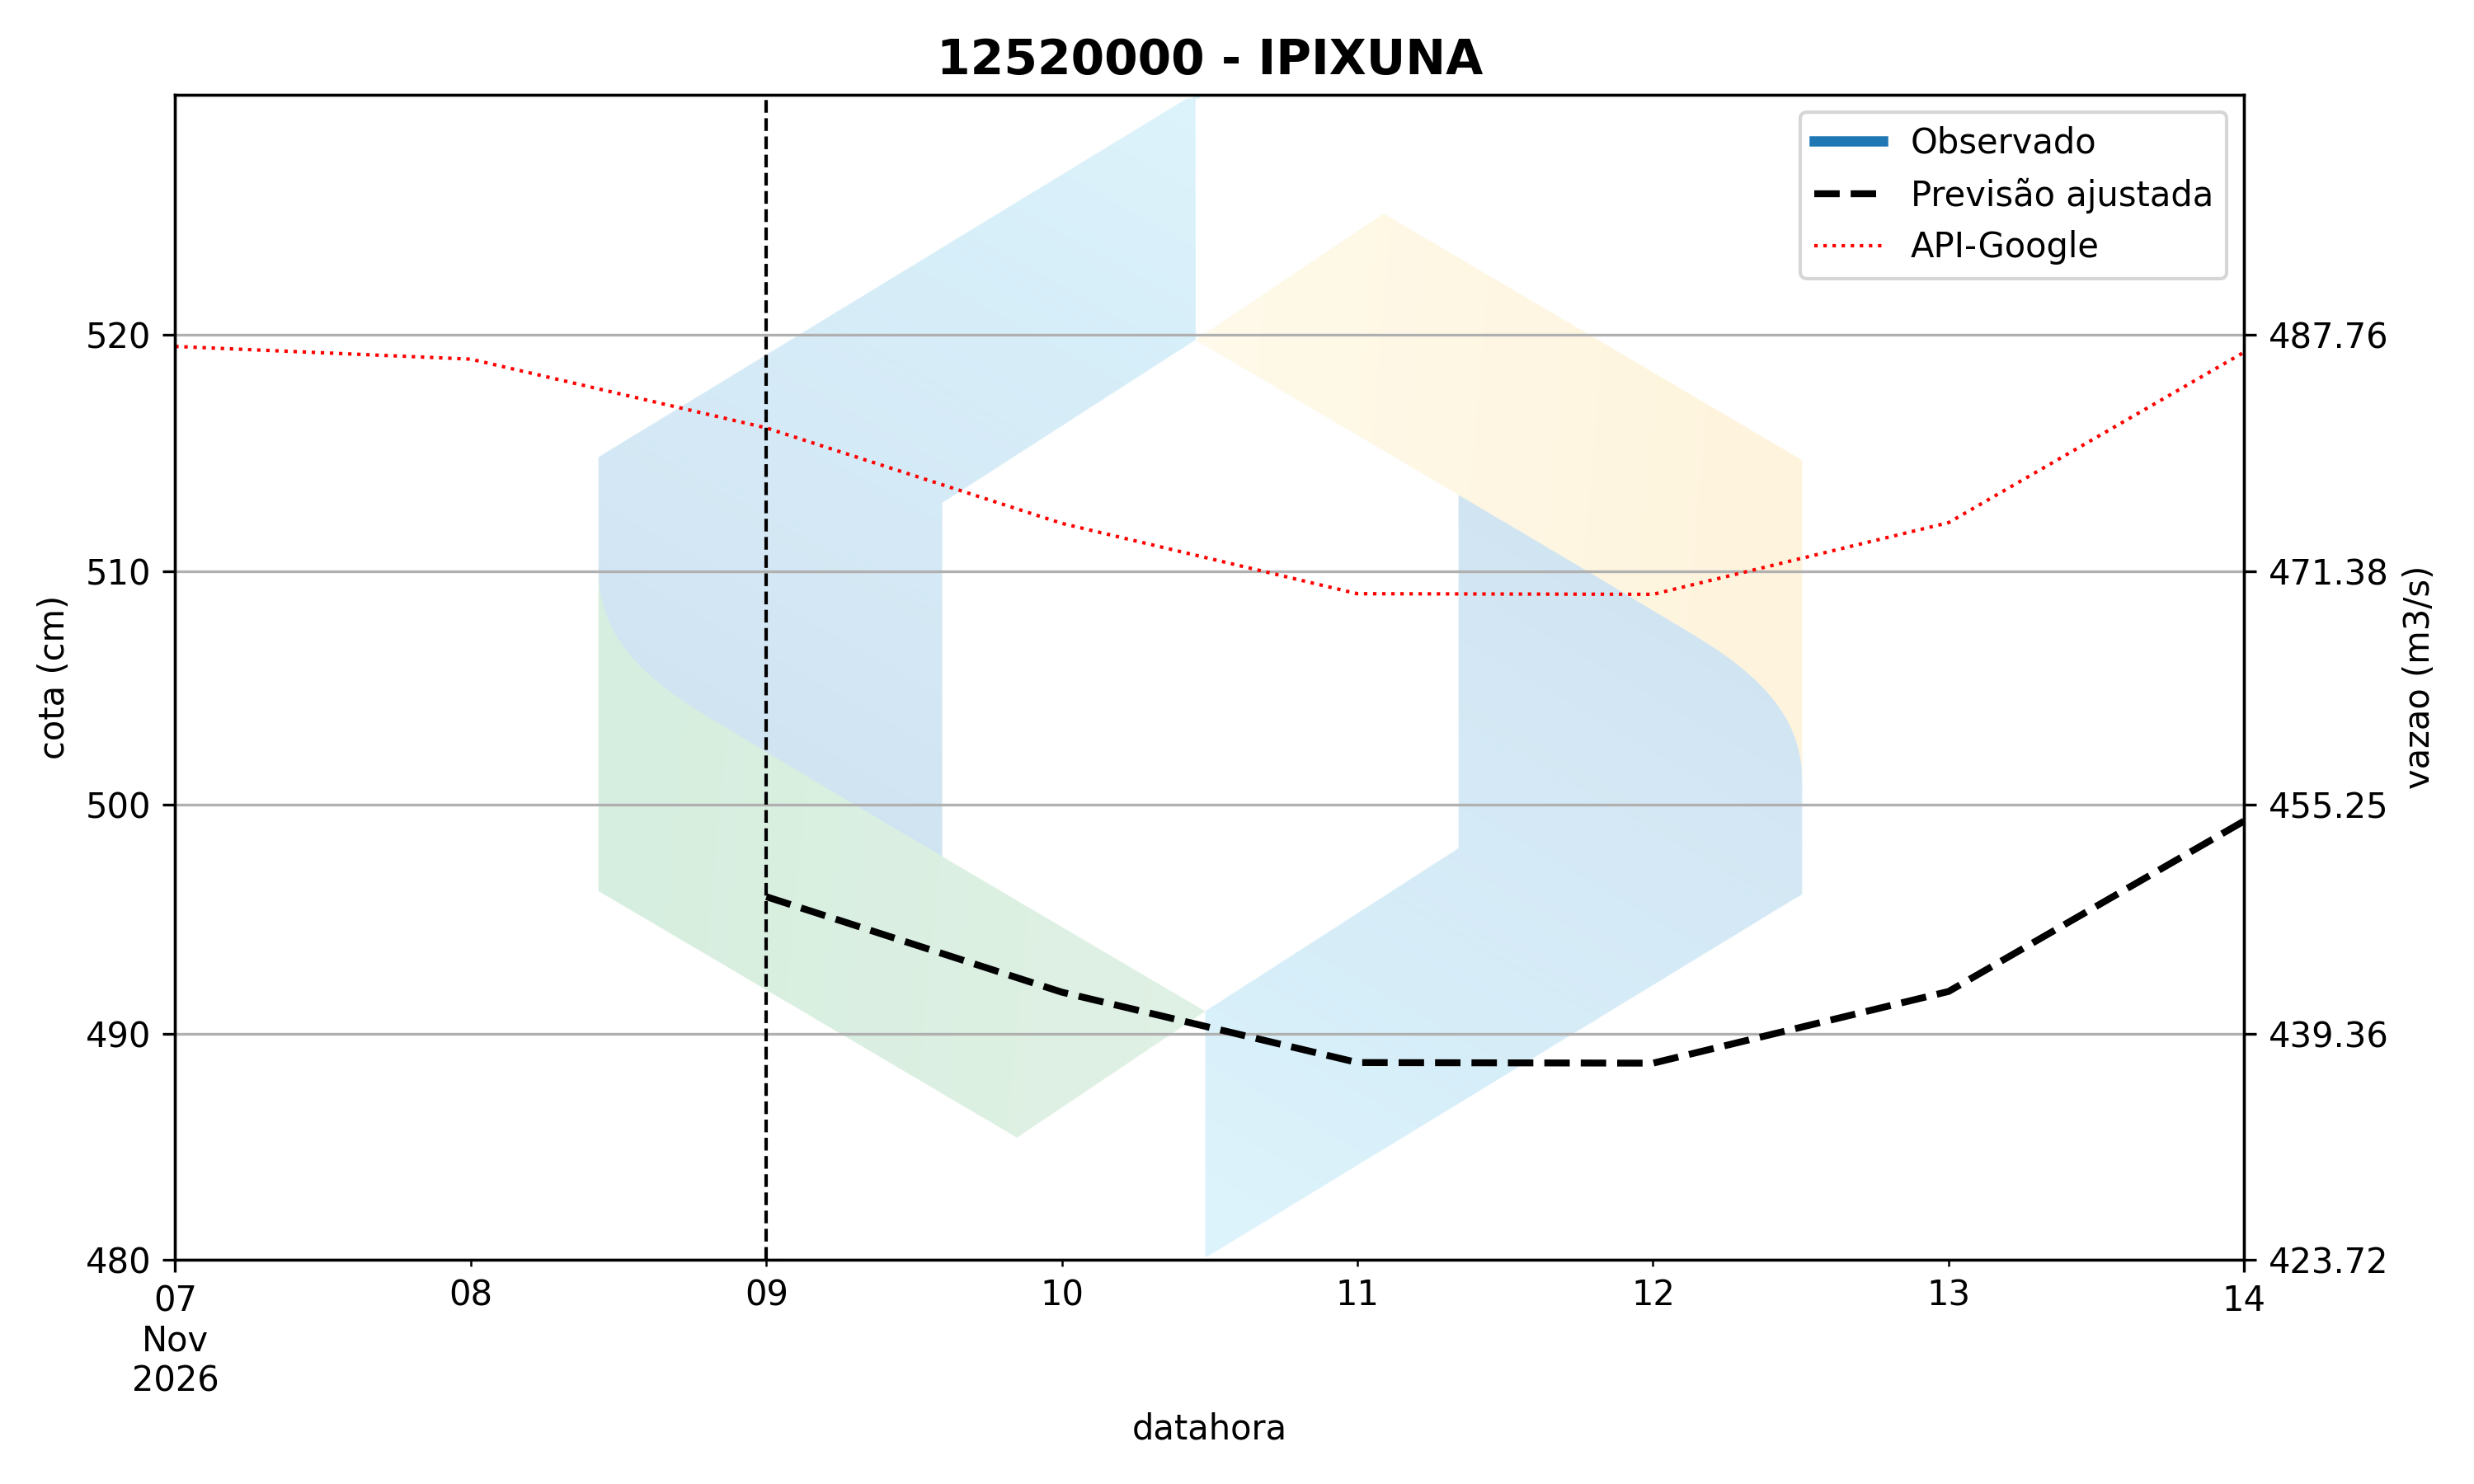 12520000 - IPIXUNA
Observado
Previsão ajustada
API-Google
520
510
500
490
480
cota (cm)
487.76
471.38
455.25
439.36
423.72
vazao (m3/s)
07
Nov
2026
08
09
10
11
12
13
14
datahora